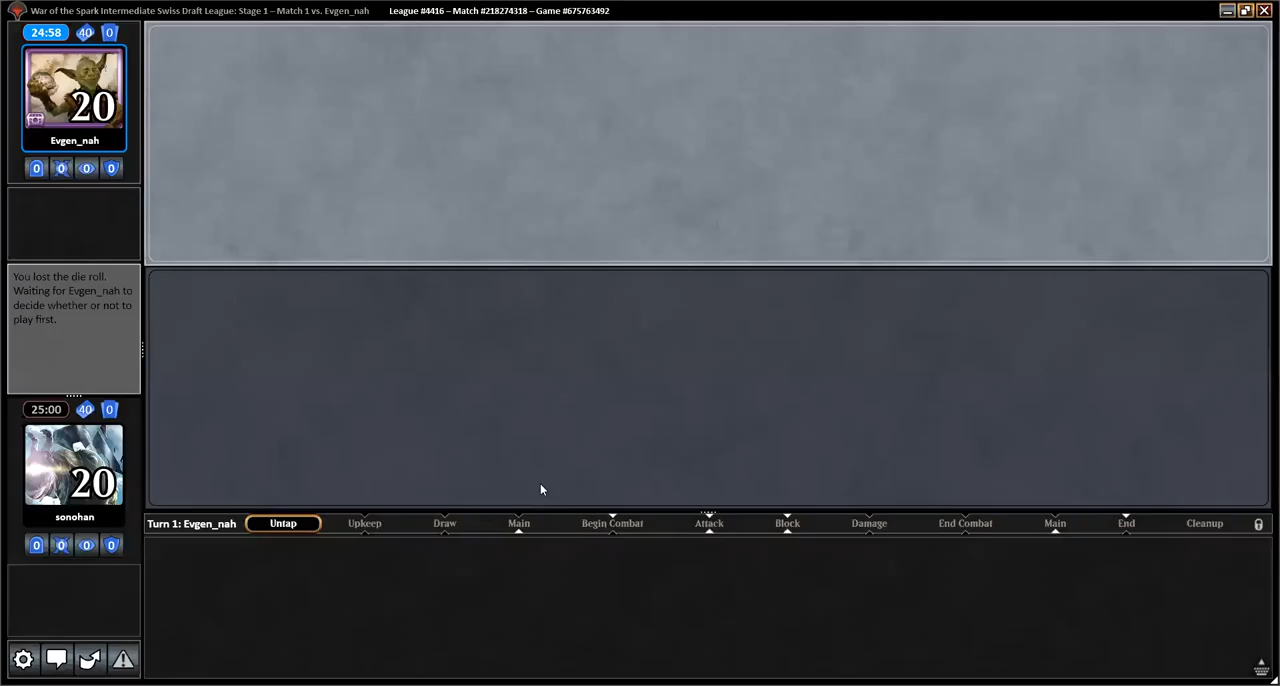 War of the Spark Intermediate Swiss Draft League: Stage 1 – Match 1 vs. Evgen_nah
League #4416 – Match #218274318 – Game #675763492
24:58 40 0
20
Evgen_nah
0 0 0 0
You lost the die roll.
Waiting for Evgen_nah to
decide whether or not to
play first.
25:00 40 0
20
sonohan
0 0 0 0
Turn 1: Evgen_nah Untap Upkeep Draw Main Begin Combat Attack Block Damage End Combat Main End Cleanup